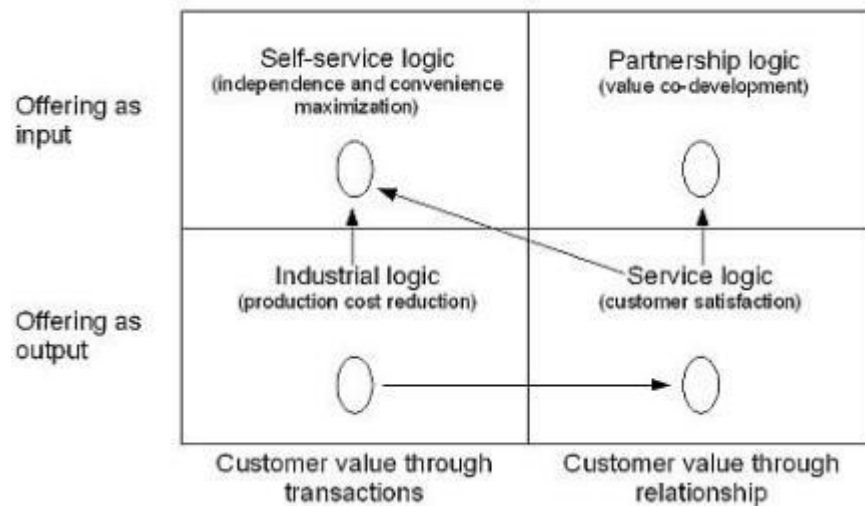 Offering as
input
Self-service logic
(independence and convenience
maximization)
Partnership logic
(value co-development)
Offering as
output
Industrial logic
(production cost reduction)
Service logic
(customer satisfaction)
Customer value through
transactions
Customer value through
relationship